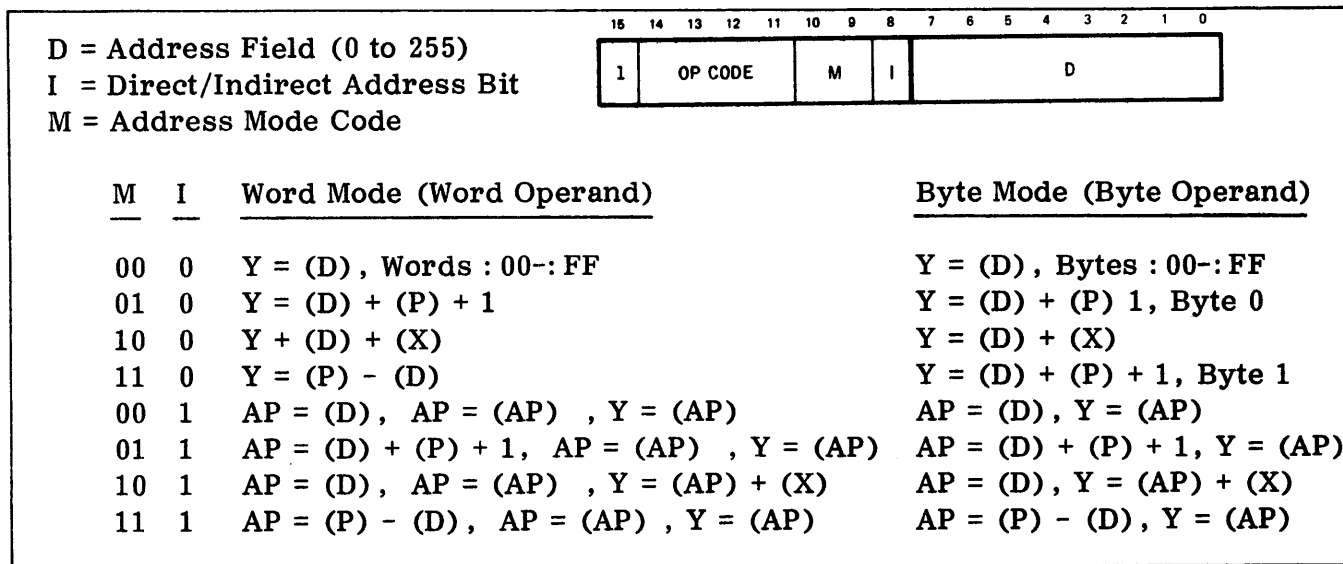 15 14 13 12 11 10 9 8 7 6 5 4 3 2 1 0
1 OP CODE M I D
D = Address Field (0 to 255)
I = Direct/Indirect Address Bit
M = Address Mode Code
M I Word Mode (Word Operand) Byte Mode (Byte Operand)
00 0 Y = (D), Words :00-:FF Y = (D), Bytes :00-:FF
01 0 Y = (D) + (P) + 1 Y = (D) + (P) 1, Byte 0
10 0 Y + (D) + (X) Y = (D) + (X)
11 0 Y = (P) - (D) Y = (D) + (P) + 1, Byte 1
00 1 AP = (D), AP = (AP) , Y = (AP) AP = (D), Y = (AP)
01 1 AP = (D) + (P) + 1, AP = (AP) , Y = (AP) AP = (D) + (P) + 1, Y = (AP)
10 1 AP = (D), AP = (AP) , Y = (AP) + (X) AP = (D), Y = (AP) + (X)
11 1 AP = (P) - (D), AP = (AP) , Y = (AP) AP = (P) - (D), Y = (AP)